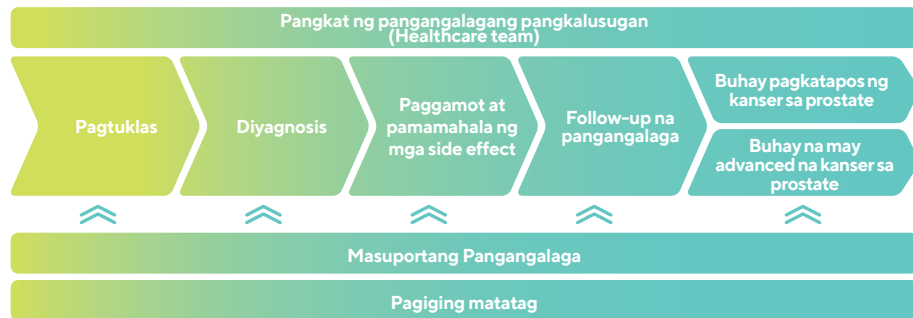 Pangkat ng pangangalagang pangkalusugan
(Healthcare team)
Pagtuklas
Diyagnosis
Paggamot at
pamamahala ng
mga side effect
Follow-up na
pangangalaga
Buhay pagkatapos ng
kanser sa prostate
Buhay na may
advanced na kanser sa
prostate
Masuportang Pangangalaga
Pagiging matatag